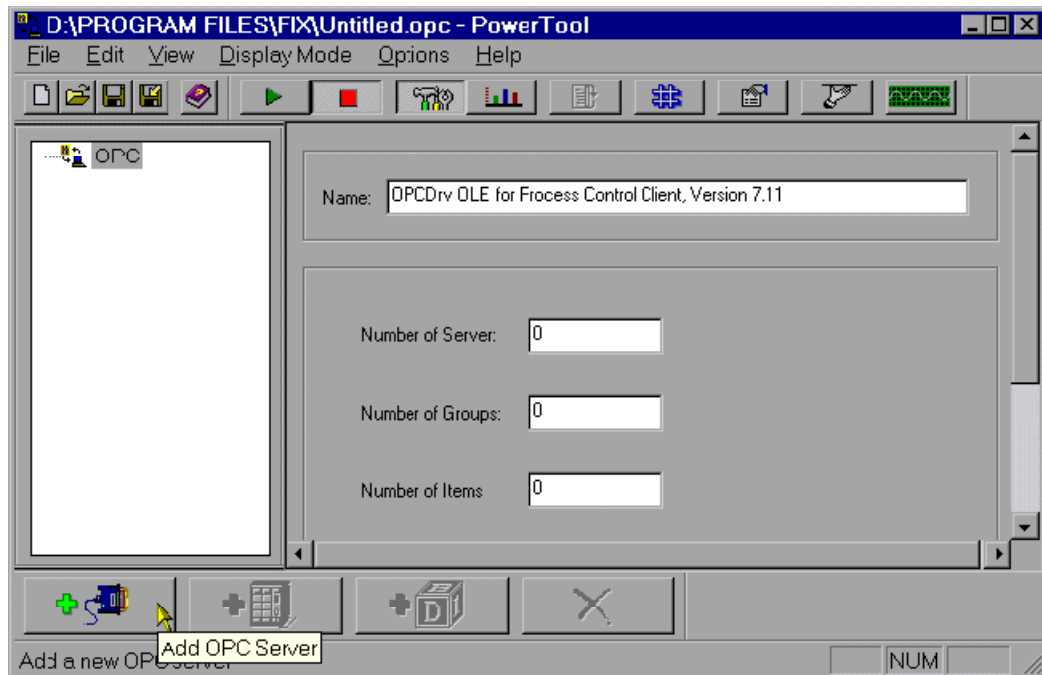 D:\PROGRAM FILES\FIX\Untitled.opc - PowerTool
File Edit View Display Mode Options Help
OPC
Name: OPCDrv OLE for Frocess Control Client, Version 7.11
Number of Server: 0
Number of Groups: 0
Number of Items 0
D
Add OPC Server
Add a new OPC server
NUM